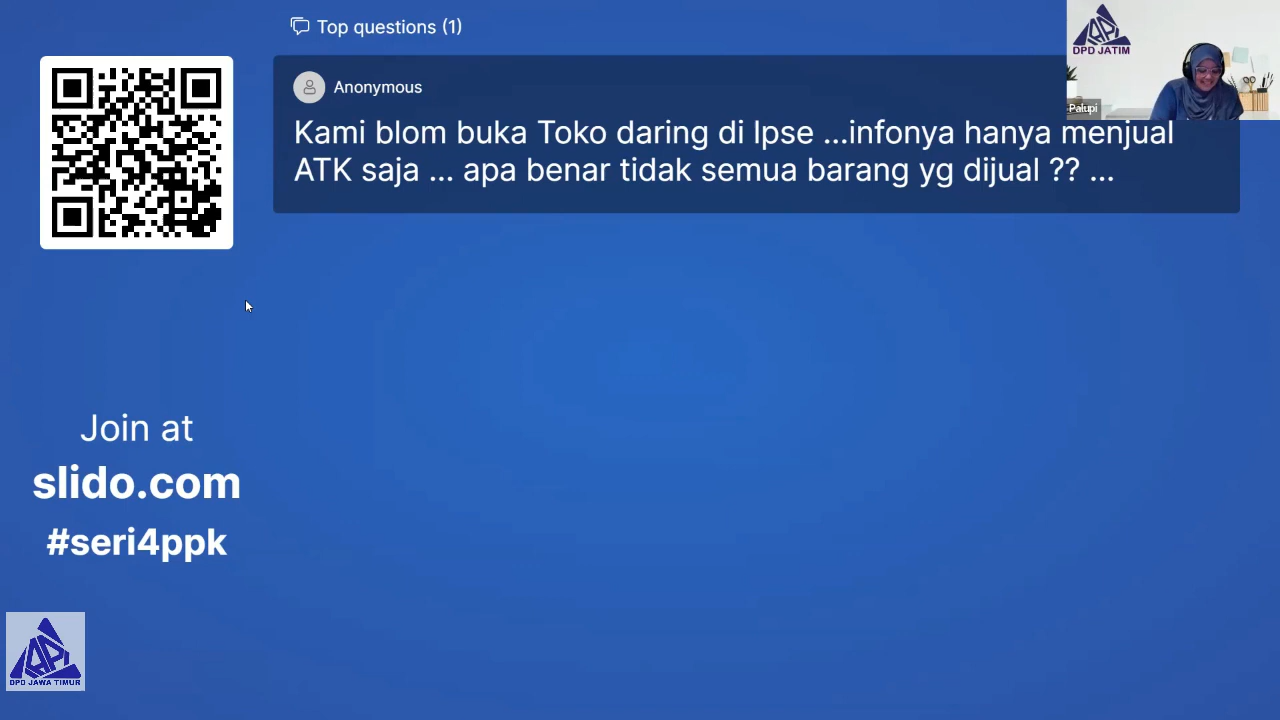 Top questions (1)
Anonymous
Kami blom buka Toko daring di lpse ...infonya hanya menjual
ATK saja ... apa benar tidak semua barang yg dijual ?? ...
DPD JATIM
Palupi
Join at
slido.com
#seri4ppk
IAPI
DPD JAWA TIMUR